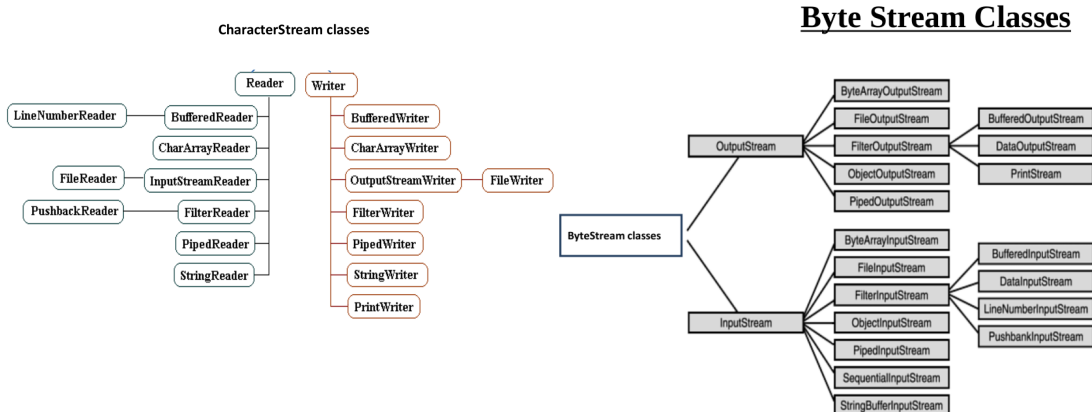 CharacterStream classes
Reader
Writer
LineNumberReader
BufferedReader
BufferedWriter
CharArrayReader
CharArrayWriter
FileReader
InputStreamReader
OutputStreamWriter
FileWriter
PushbackReader
FilterReader
FilterWriter
PipedReader
PipedWriter
StringReader
StringWriter
PrintWriter
Byte Stream Classes
ByteStream classes
OutputStream
ByteArrayOutputStream
FileOutputStream
FilterOutputStream
ObjectOutputStream
PipedOutputStream
BufferedOutputStream
DataOutputStream
PrintStream
InputStream
ByteArrayInputStream
FileInputStream
FilterInputStream
ObjectInputStream
PipedInputStream
SequentialInputStream
StringBufferInputStream
BufferedInputStream
DataInputStream
LineNumberInputStream
PushbankInputStream